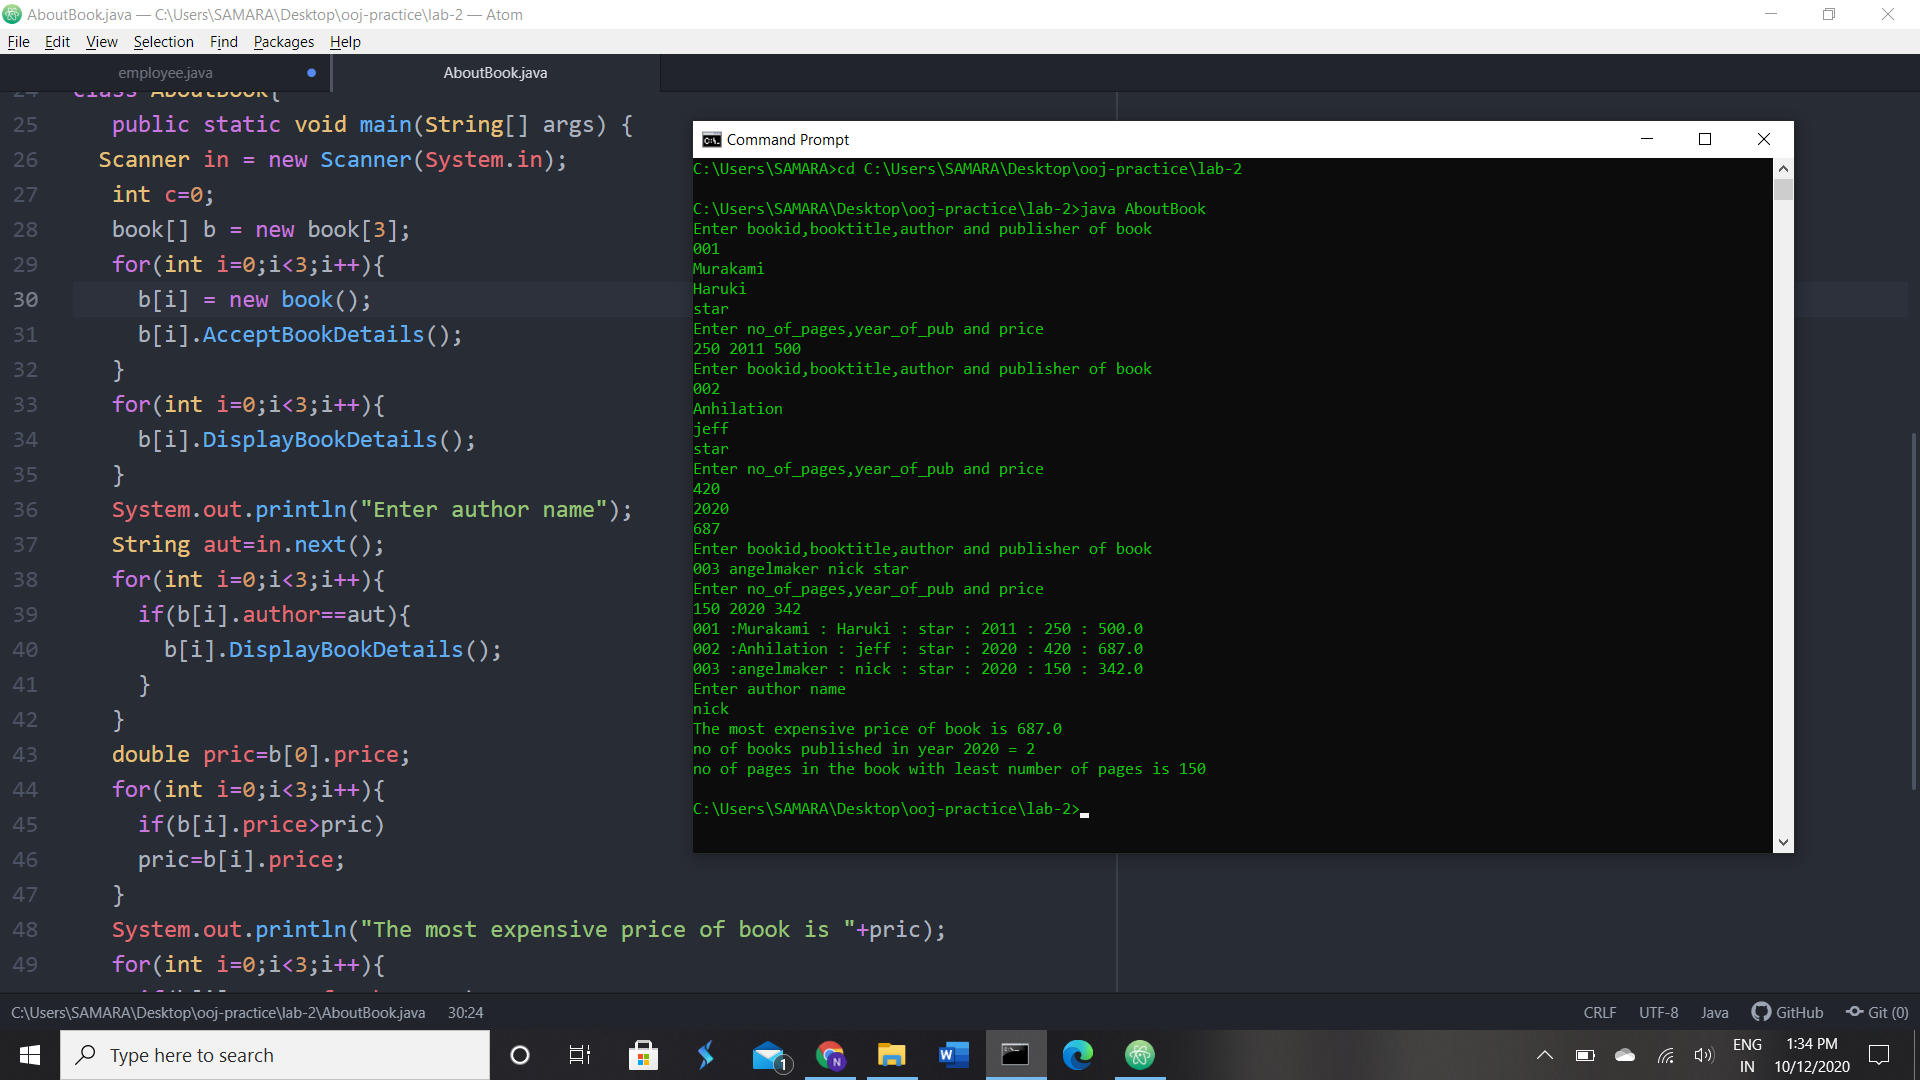 AboutBook.java — C:\Users\SAMARA\Desktop\ooj-practice\lab-2 — Atom
File Edit View Selection Find Packages Help
employee.java
AboutBook.java
24 class AboutBook{
25 public static void main(String[] args) {
26 Scanner in = new Scanner(System.in);
27 int c=0;
28 book[] b = new book[3];
29 for(int i=0;i<3;i++){
30 b[i] = new book();
31 b[i].AcceptBookDetails();
32 }
33 for(int i=0;i<3;i++){
34 b[i].DisplayBookDetails();
35 }
36 System.out.println("Enter author name");
37 String aut=in.next();
38 for(int i=0;i<3;i++){
39 if(b[i].author==aut){
40 b[i].DisplayBookDetails();
41 }
42 }
43 double pric=b[0].price;
44 for(int i=0;i<3;i++){
45 if(b[i].price>pric)
46 pric=b[i].price;
47 }
48 System.out.println("The most expensive price of book is "+pric);
49 for(int i=0;i<3;i++){
Command Prompt
C:\Users\SAMARA>cd C:\Users\SAMARA\Desktop\ooj-practice\lab-2
C:\Users\SAMARA\Desktop\ooj-practice\lab-2>java AboutBook
Enter bookid,booktitle,author and publisher of book
001
Murakami
Haruki
star
Enter no_of_pages,year_of_pub and price
250 2011 500
Enter bookid,booktitle,author and publisher of book
002
Anhilation
jeff
star
Enter no_of_pages,year_of_pub and price
420
2020
687
Enter bookid,booktitle,author and publisher of book
003 angelmaker nick star
Enter no_of_pages,year_of_pub and price
150 2020 342
001 :Murakami : Haruki : star : 2011 : 250 : 500.0
002 :Anhilation : jeff : star : 2020 : 420 : 687.0
003 :angelmaker : nick : star : 2020 : 150 : 342.0
Enter author name
nick
The most expensive price of book is 687.0
no of books published in year 2020 = 2
no of pages in the book with least number of pages is 150
C:\Users\SAMARA\Desktop\ooj-practice\lab-2>
C:\Users\SAMARA\Desktop\ooj-practice\lab-2\AboutBook.java 30:24
CRLF UTF-8 Java GitHub Git (0)
Type here to search
1
N
W
ENG
IN
1:34 PM
10/12/2020